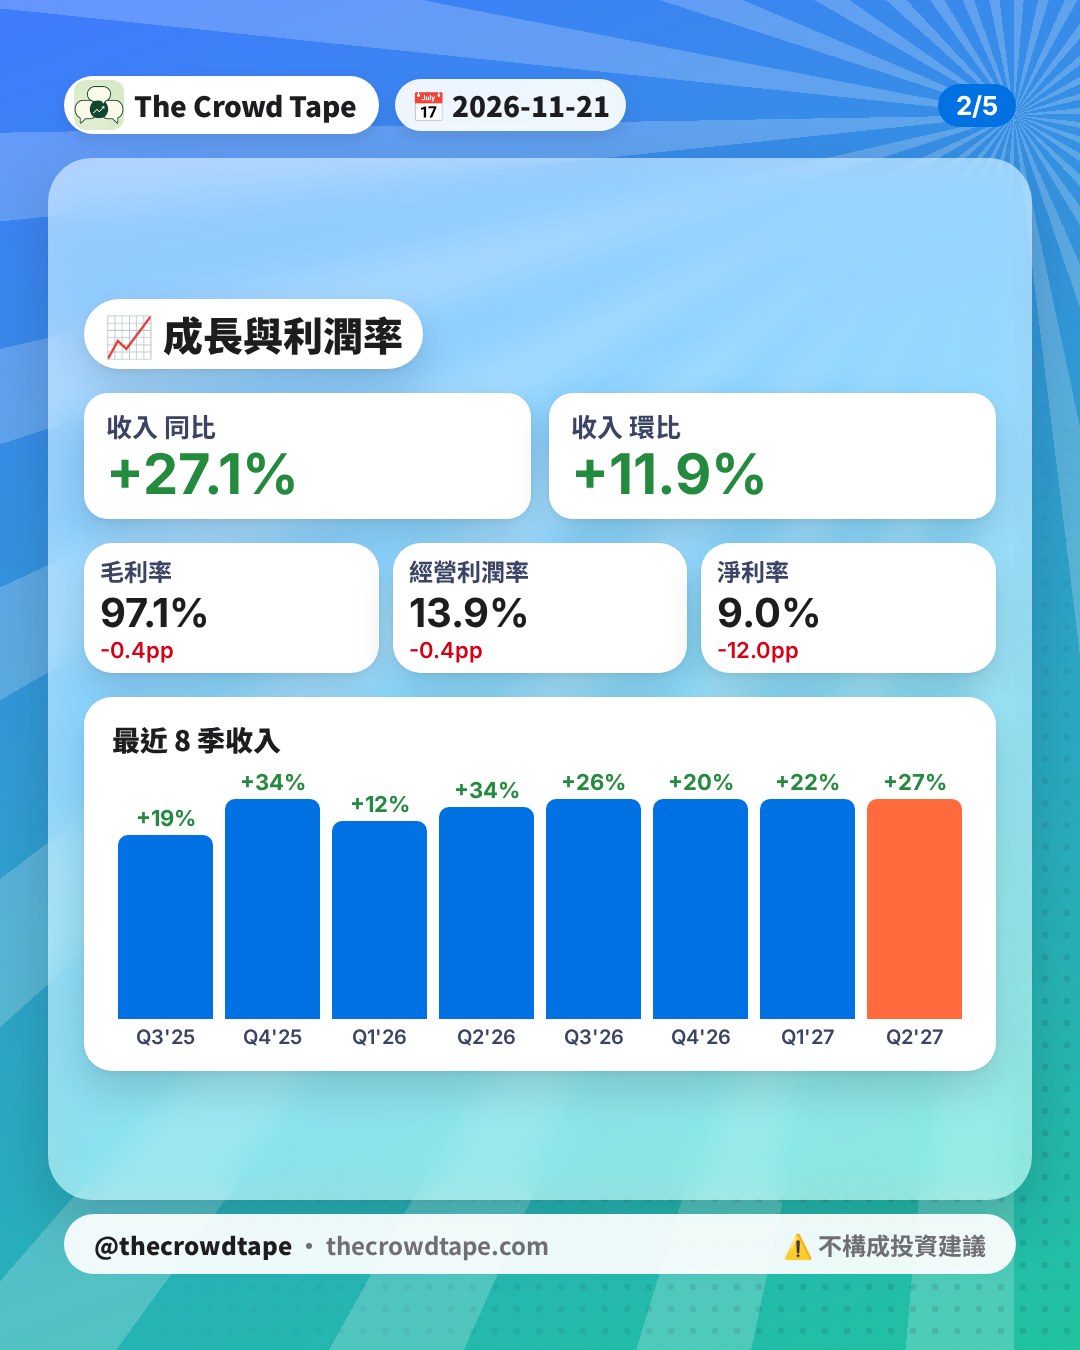 The Crowd Tape
2026-11-21
2/5
成長與利潤率
收入 同比
+27.1%
收入 環比
+11.9%
毛利率
97.1%
-0.4pp
經營利潤率
13.9%
-0.4pp
淨利率
9.0%
-12.0pp
最近 8 季收入
+19% +34% +12% +34% +26% +20% +22% +27%
Q3'25 Q4'25 Q1'26 Q2'26 Q3'26 Q4'26 Q1'27 Q2'27
@thecrowdtape • thecrowdtape.com
不構成投資建議